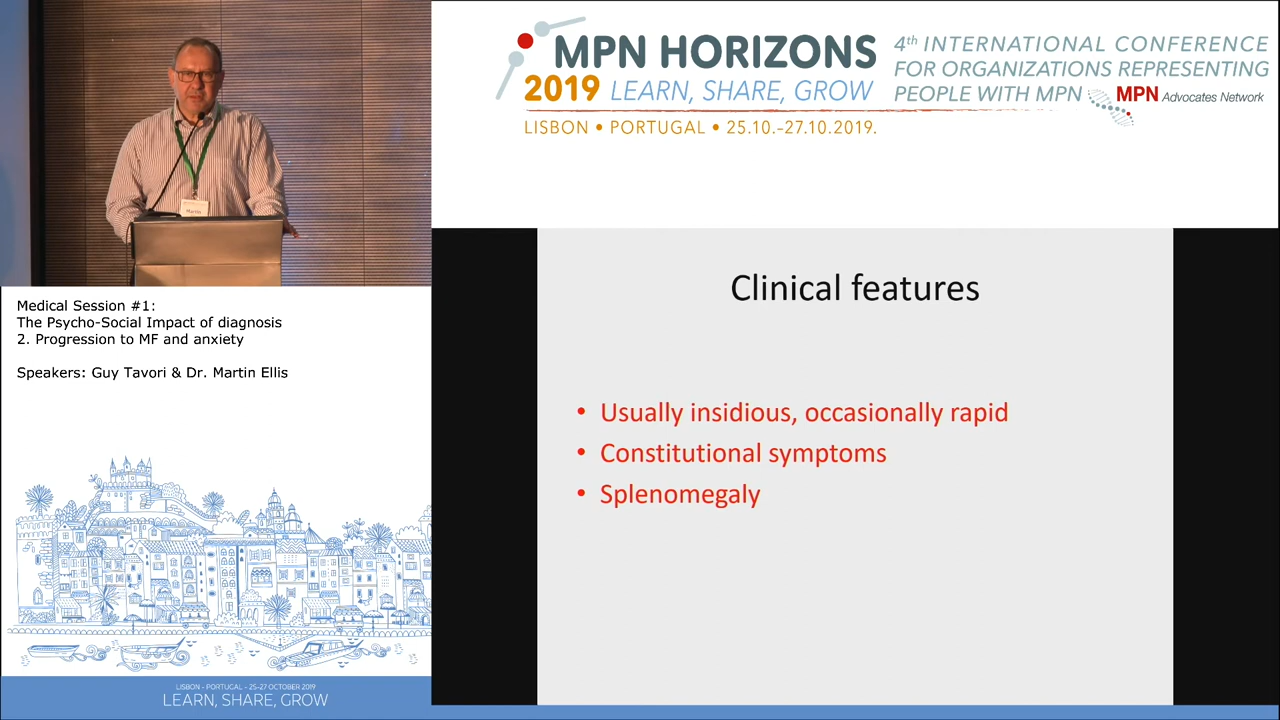 MPN HORIZONS
2019 LEARN, SHARE, GROW
4th INTERNATIONAL CONFERENCE
FOR ORGANIZATIONS REPRESENTING
PEOPLE WITH MPN
MPN Advocates Network
LISBON • PORTUGAL • 25.10.-27.10.2019.
Martin
Medical Session #1:
The Psycho-Social Impact of diagnosis
2. Progression to MF and anxiety
Speakers: Guy Tavori & Dr. Martin Ellis
Clinical features
• Usually insidious, occasionally rapid
• Constitutional symptoms
• Splenomegaly
LISBON - PORTUGAL - 25-27 OCTOBER 2019
LEARN, SHARE, GROW